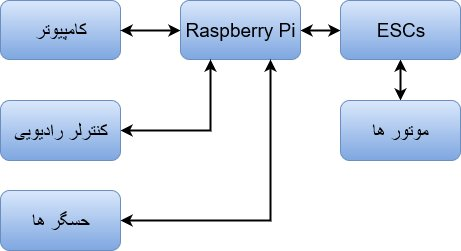 کامپیوتر
Raspberry Pi
ESCs
کنترلر رادیویی
موتور ها
حسگر ها